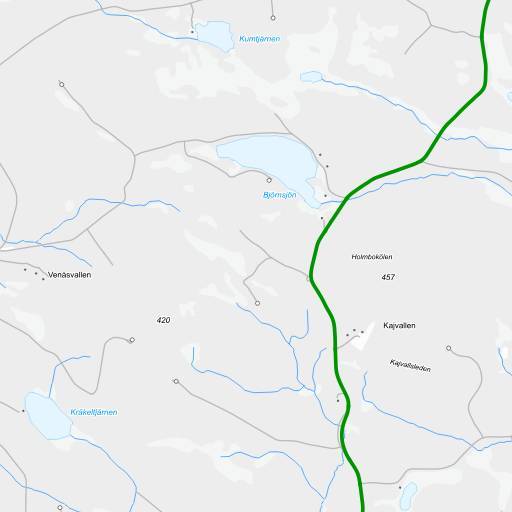 Kumtjärnen
Björnsjön
Holmbokölen
457
Venåsvallen
420
Kajvallen
Kajvallsleden
Kråkeltjärnen